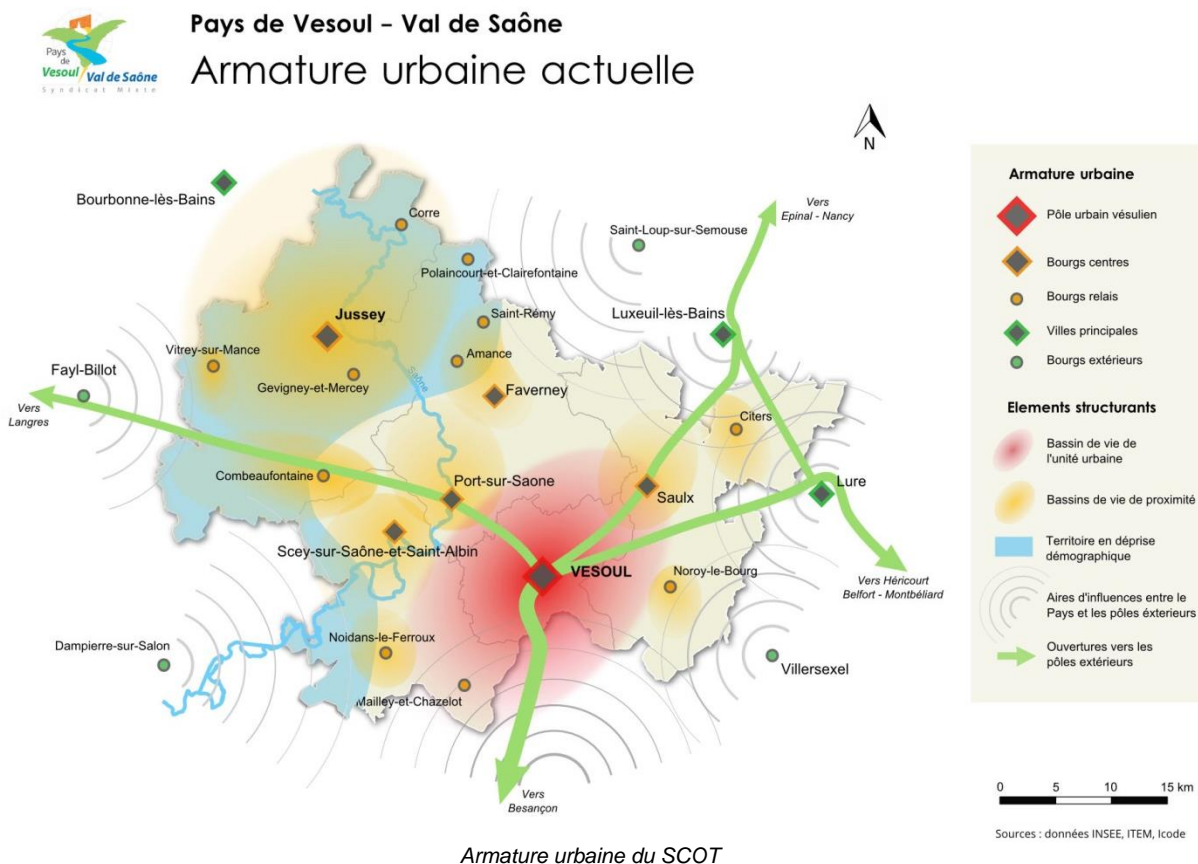 Pays de Vesoul – Val de Saône
Armature urbaine actuelle
Pays
de
Vesoul Val de Saône
Syndicat Mixte
N
Bourbonne-lès-Bains
Corre
Vers
Epinal - Nancy
Saint-Loup-sur-Semouse
Polaincourt-et-Clairefontaine
Jussey
Saint-Rémy
Luxeuil-lès-Bains
Vitrey-sur-Mance
Amance
Fayl-Billot
Gevigney-et-Mercey
Saône
Faverney
Vers
Langres
Citers
Combeaufontaine
Port-sur-Saone
Saulx
Lure
Scey-sur-Saône-et-Saint-Albin
VESOUL
Noroy-le-Bourg
Vers Héricourt
Belfort - Montbéliard
Dampierre-sur-Salon
Noidans-le-Ferroux
Villersexel
Mailley-et-Chazelot
Vers
Besançon
Armature urbaine
Pôle urbain vésulien
Bourgs centres
Bourgs relais
Villes principales
Bourgs extérieurs
Elements structurants
Bassin de vie de
l'unité urbaine
Bassins de vie de proximité
Territoire en déprise
démographique
Aires d'influences entre le
Pays et les pôles éxterieurs
Ouvertures vers les
pôles extérieurs
0 5 10 15 km
Sources : données INSEE, ITEM, Icode
Armature urbaine du SCOT